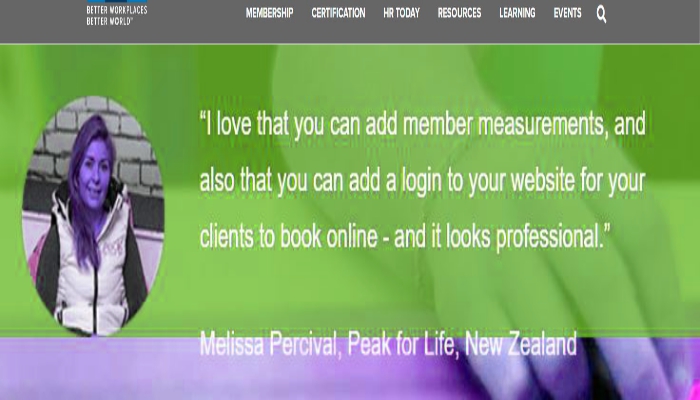 BETTER WORKPLACES
BETTER WORLD™
MEMBERSHIP CERTIFICATION HR TODAY RESOURCES LEARNING EVENTS
“I love that you can add member measurements, and
also that you can add a login to your website for your
clients to book online - and it looks professional.”
Melissa Percival, Peak for Life, New Zealand